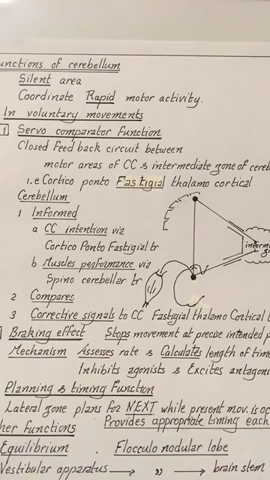 unctions of cerebellum
Silent area
Coordinate Rapid motor activity.
In voluntary movements
1 Servo comparator Function
Closed Feed back circuit between
motor areas of CC & intermediate zone of cereb
i.e Cortico ponto Fastigial thalamo cortical
Cerebellum
1 Informed
a CC intention via
Cortico Ponto Fastigial tr
b Muscles performance via
Spino cerebellar tr
interm
2 Compares
3 Corrective signals to CC Fastigial Thalamo Cortical t
Braking effect Stops movement at precise intended p
Mechanism Asseses rate & Calculates length of time
Inhibits agonists & Excites antagoni
Planning & timing Function
Lateral zone plans for NEXT while present mov. is oc
her functions Provides appropriate timing each
Equilibrium . Flocculo nodular lobe
Vestibular apparatus → ,, → brain stem